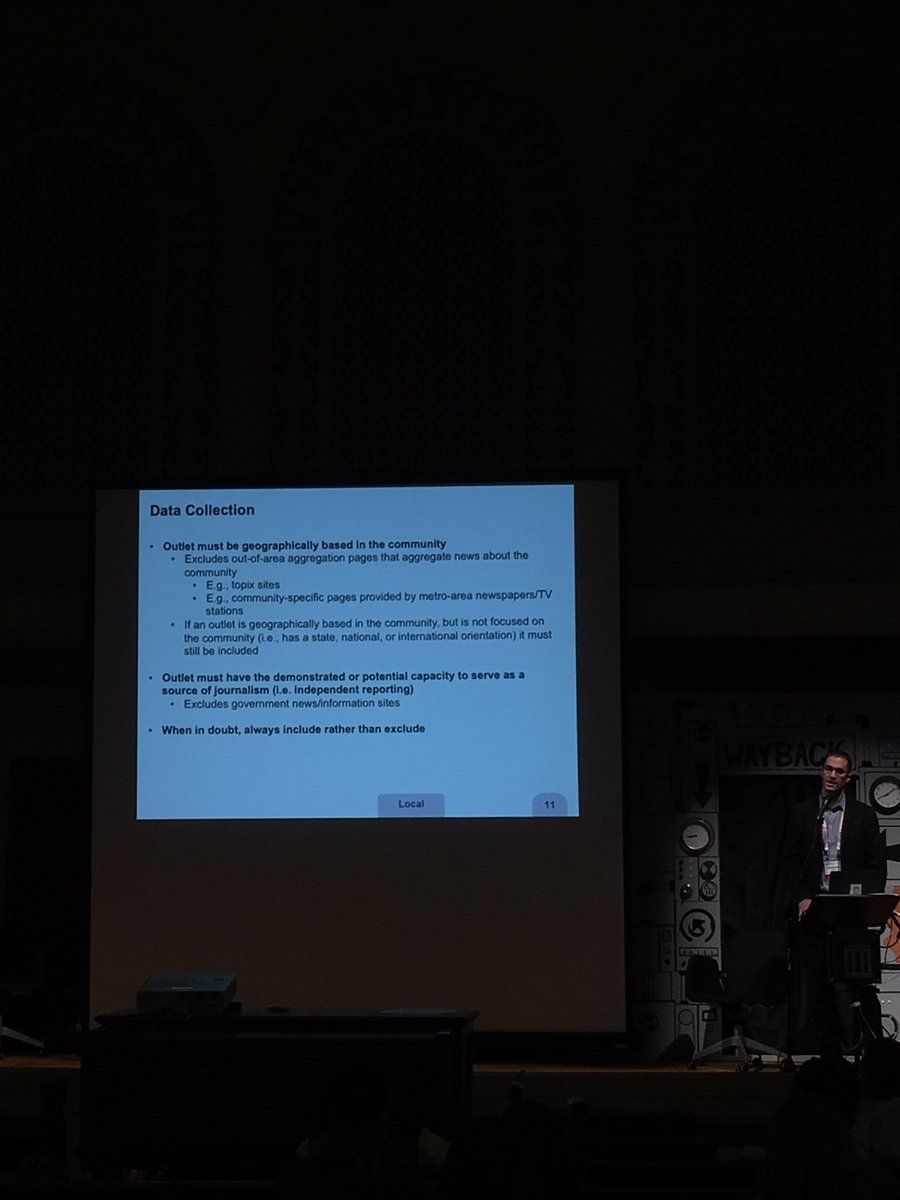 Data Collection
• Outlet must be geographically based in the community
• Excludes out-of-area aggregation pages that aggregate news about the
community
• E.g., topix sites
• E.g., community-specific pages provided by metro-area newspapers/TV
stations
• If an outlet is geographically based in the community, but is not focused on
the community (i.e., has a state, national, or international orientation) it must
still be included
• Outlet must have the demonstrated or potential capacity to serve as a
source of journalism (i.e. independent reporting)
• Excludes government news/information sites
• When in doubt, always include rather than exclude
Local
11
WAYBACK